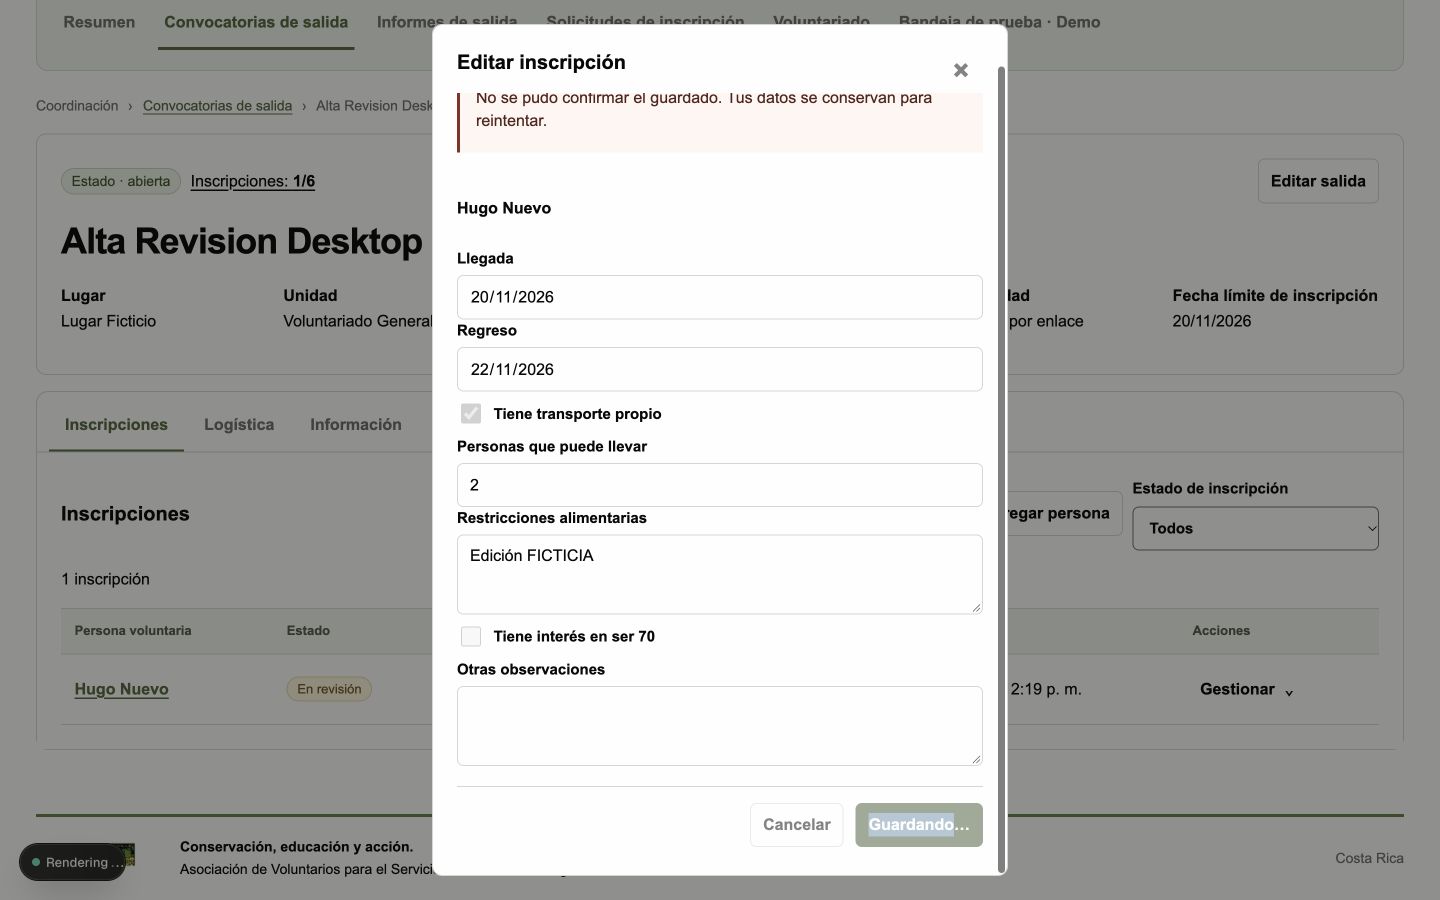 Resumen Convocatorias de salida Informes de salida Solicitudes de inscripción Voluntariado Bandeja de prueba · Demo
Editar inscripción
×
Coordinación › Convocatorias de salida › Alta Revision Desk
No se pudo confirmar el guardado. Tus datos se conservan para
reintentar.
Estado · abierta Inscripciones: 1/6
Editar salida
Alta Revision Desktop
Hugo Nuevo
Llegada
20/11/2026
Lugar Unidad Fecha límite de inscripción
Lugar Ficticio Voluntariado General por enlace 20/11/2026
Regreso
22/11/2026
Tiene transporte propio
Inscripciones Logística Información
Personas que puede llevar
2
Estado de inscripción
Todos
Inscripciones
egar persona
Restricciones alimentarias
Edición FICTICIA
1 inscripción
Persona voluntaria Estado Acciones
Tiene interés en ser 70
Otras observaciones
Hugo Nuevo En revisión 2:19 p. m. Gestionar
Cancelar Guardando...
Conservación, educación y acción.
Asociación de Voluntarios para el Servici
Rendering ...
Costa Rica